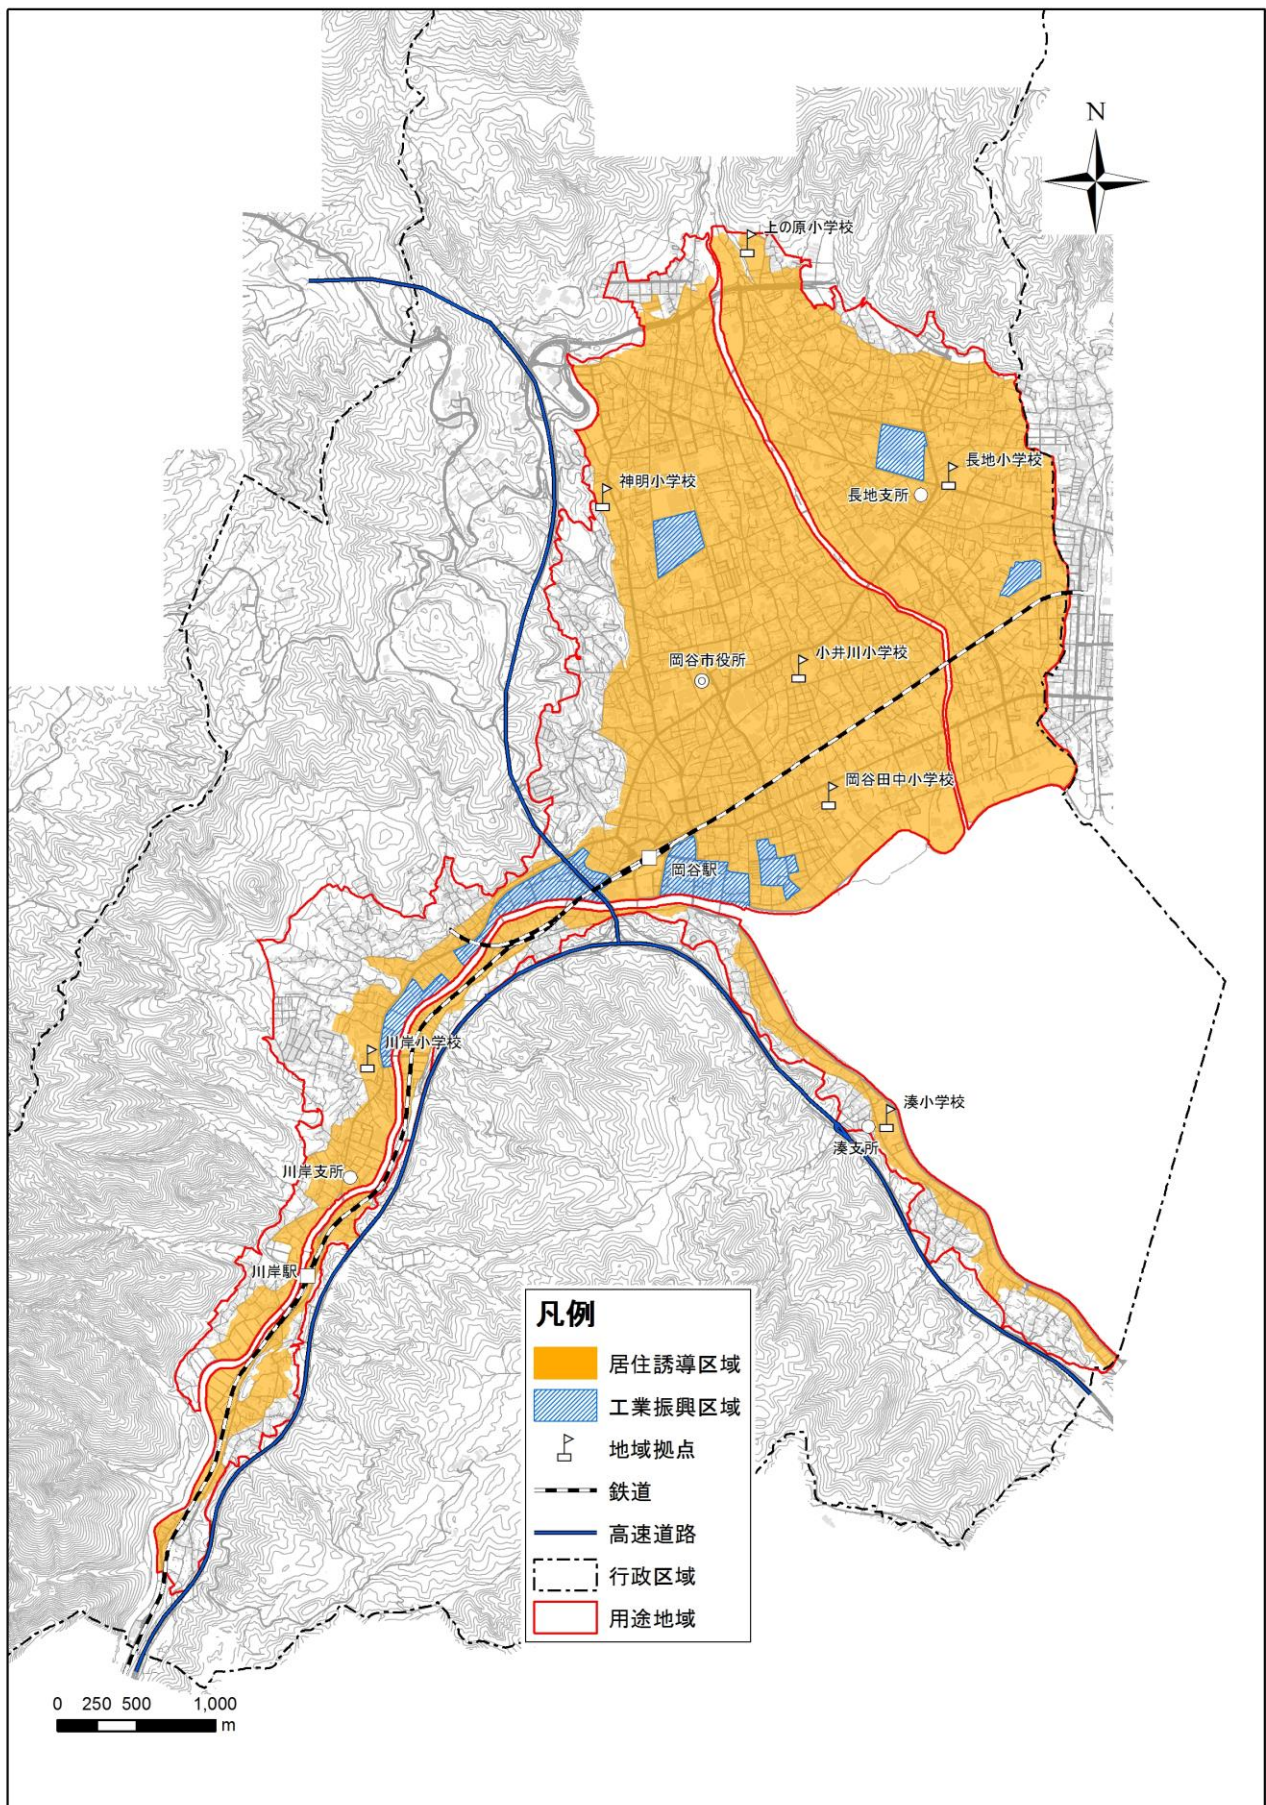 N
上の原小学校
長地小学校
神明小学校
長地支所
小井川小学校
岡谷市役所
岡谷田中小学校
岡谷駅
川岸小学校
湊小学校
湊支所
川岸支所
川岸駅
凡例
居住誘導区域
工業振興区域
地域拠点
鉄道
高速道路
行政区域
用途地域
0 250 500 1,000
m